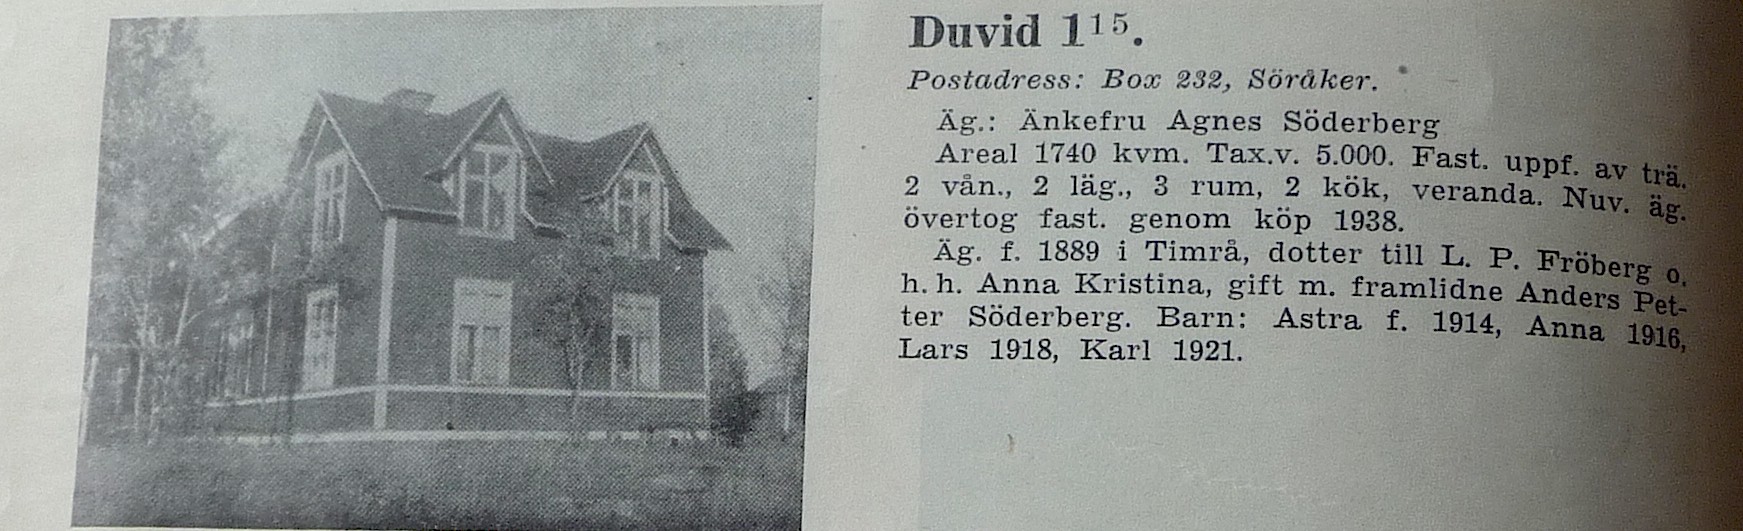 Duvid 1¹⁵.
Postadress: Box 232, Söråker.
Äg.: Änkefru Agnes Söderberg
Areal 1740 kvm. Tax.v. 5.000. Fast. uppf. av trä.
2 vån., 2 läg., 3 rum, 2 kök, veranda. Nuv. äg.
övertog fast. genom köp 1938.
Äg. f. 1889 i Timrå, dotter till L. P. Fröberg o.
h. h. Anna Kristina, gift m. framlidne Anders Pet-
ter Söderberg. Barn: Astra f. 1914, Anna 1916,
Lars 1918, Karl 1921.